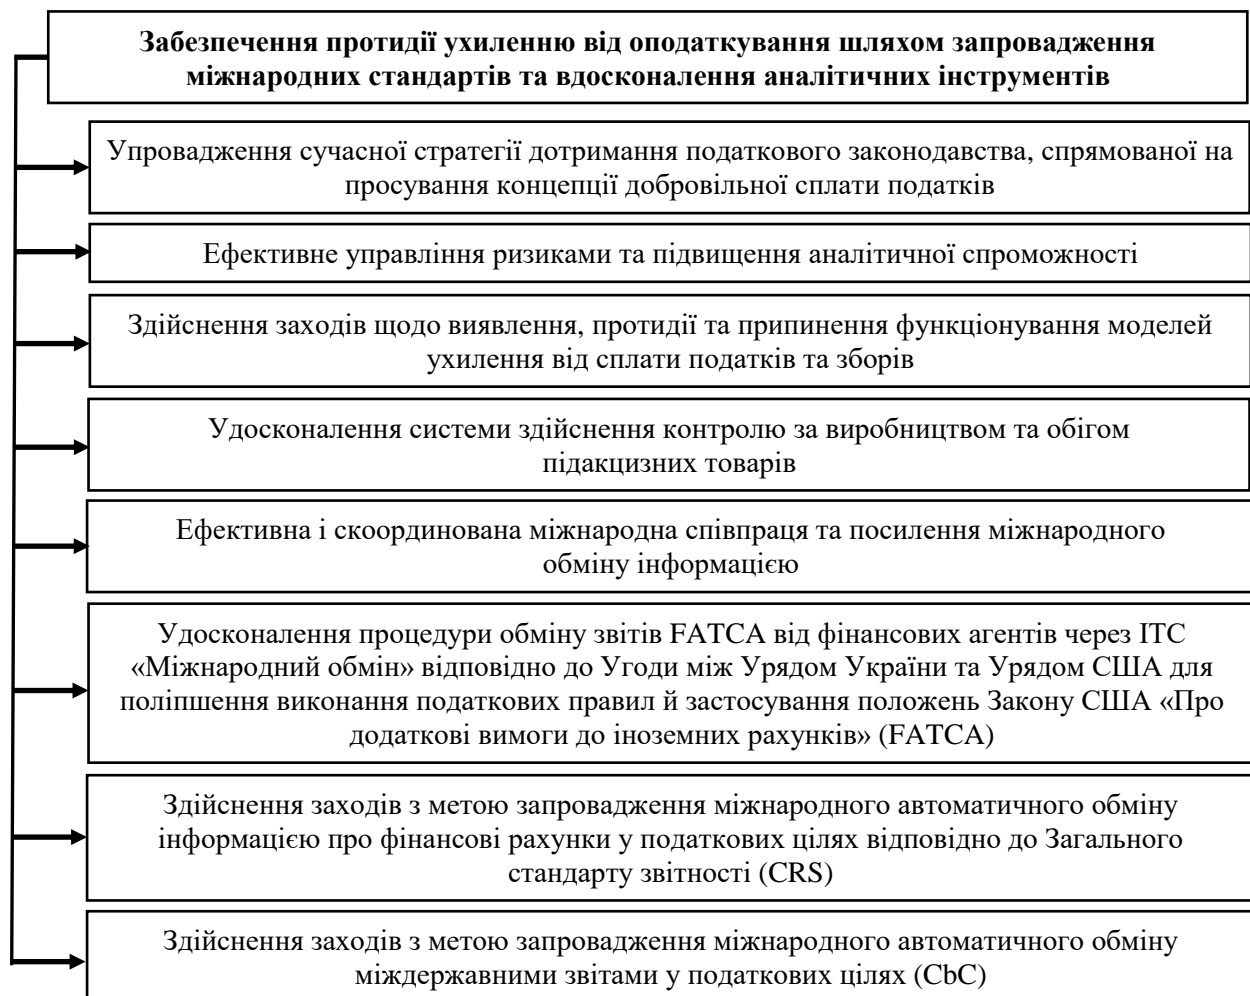 Забезпечення протидії ухиленню від оподаткування шляхом запровадження
міжнародних стандартів та вдосконалення аналітичних інструментів
Упровадження сучасної стратегії дотримання податкового законодавства, спрямованої на
просування концепції добровільної сплати податків
Ефективне управління ризиками та підвищення аналітичної спроможності
Здійснення заходів щодо виявлення, протидії та припинення функціонування моделей
ухилення від сплати податків та зборів
Удосконалення системи здійснення контролю за виробництвом та обігом
підакцизних товарів
Ефективна і скоординована міжнародна співпраця та посилення міжнародного
обміну інформацією
Удосконалення процедури обміну звітів FATCA від фінансових агентів через ІТС
«Міжнародний обмін» відповідно до Угоди між Урядом України та Урядом США для
поліпшення виконання податкових правил й застосування положень Закону США «Про
додаткові вимоги до іноземних рахунків» (FATCA)
Здійснення заходів з метою запровадження міжнародного автоматичного обміну
інформацією про фінансові рахунки у податкових цілях відповідно до Загального
стандарту звітності (CRS)
Здійснення заходів з метою запровадження міжнародного автоматичного обміну
міждержавними звітами у податкових цілях (CbC)